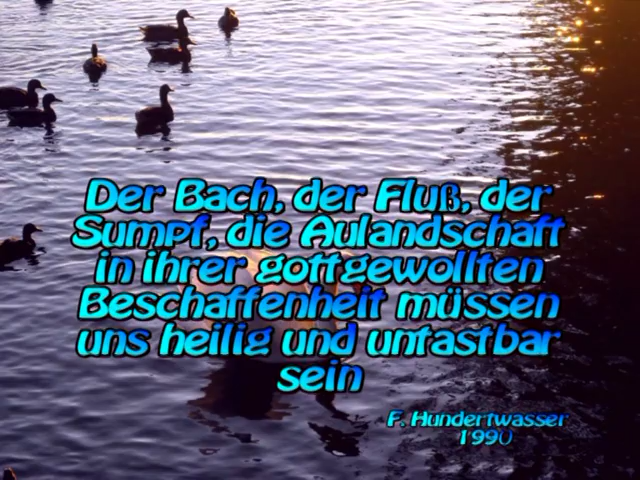 Der Bach, der Fluß, der
Sumpf, die Aulandschaft
in ihrer gottgewollten
Beschaffenheit müssen
uns heilig und untastbar
sein
F. Hundertwasser
1990